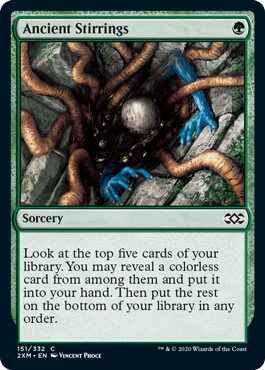 Ancient Stirrings
Sorcery
Look at the top five cards of your
library. You may reveal a colorless
card from among them and put it
into your hand. Then put the rest
on the bottom of your library in any
order.
151/332 C
2XM • EN VINCENT PROCE
™ & © 2020 Wizards of the Coast